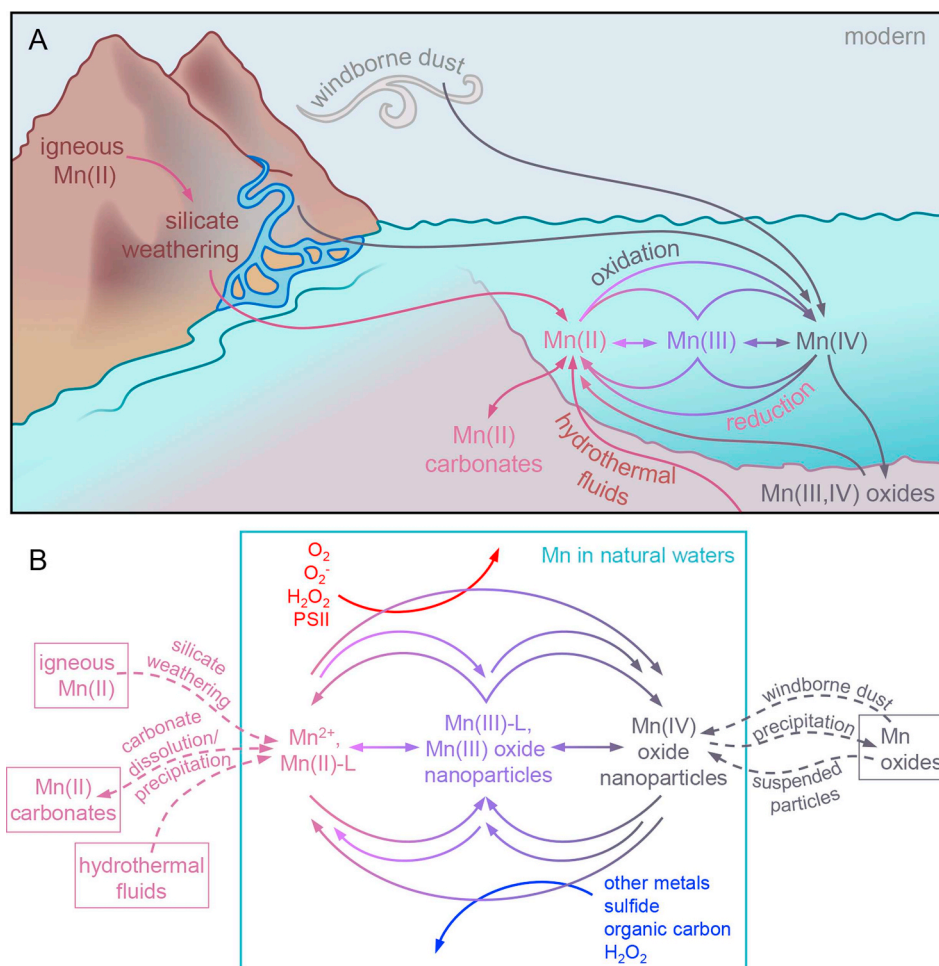 A
modern
windborne dust
igneous
Mn(II)
silicate
weathering
oxidation
Mn(II)
Mn(III)
Mn(IV)
reduction
Mn(II)
carbonates
hydrothermal
fluids
Mn(III,IV) oxides
B
Mn in natural waters
O₂
O₂⁻
H₂O₂
PSII
igneous
Mn(II)
silicate
weathering
carbonate
dissolution/
precipitation
Mn(II)
carbonates
hydrothermal
fluids
Mn²⁺,
Mn(II)-L
Mn(III)-L,
Mn(III) oxide
nanoparticles
Mn(IV)
oxide
nanoparticles
windborne dust
precipitation
suspended
particles
Mn
oxides
other metals
sulfide
organic carbon
H₂O₂